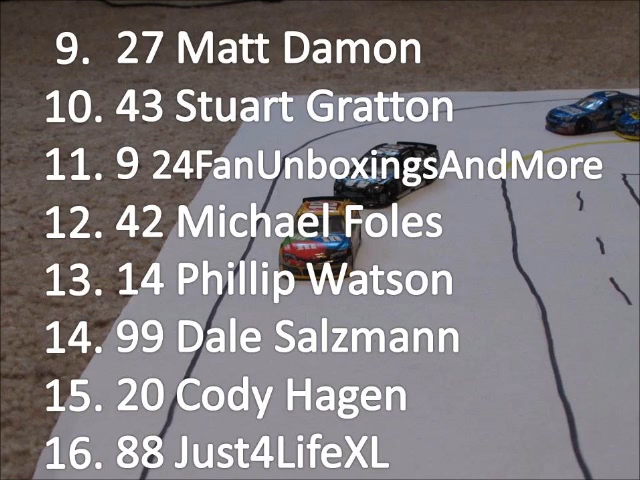 9. 27 Matt Damon
10. 43 Stuart Gratton
11. 9 24FanUnboxingsAndMore
12. 42 Michael Foles
13. 14 Phillip Watson
14. 99 Dale Salzmann
15. 20 Cody Hagen
16. 88 Just4LifeXL